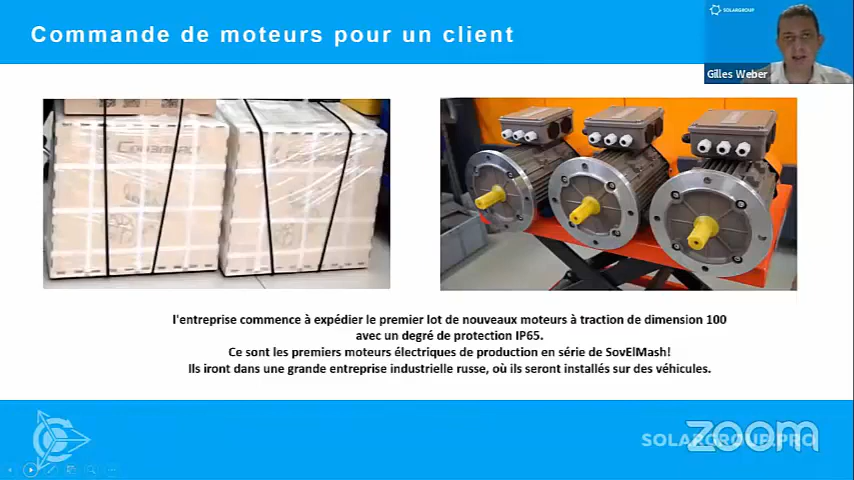 Commande de moteurs pour un client
SOLARGROUP
Gilles Weber
l'entreprise commence à expédier le premier lot de nouveaux moteurs à traction de dimension 100
avec un degré de protection IP65.
Ce sont les premiers moteurs électriques de production en série de SovElMash!
Ils iront dans une grande entreprise industrielle russe, où ils seront installés sur des véhicules.
zoom
SOLARGROUP.PRO